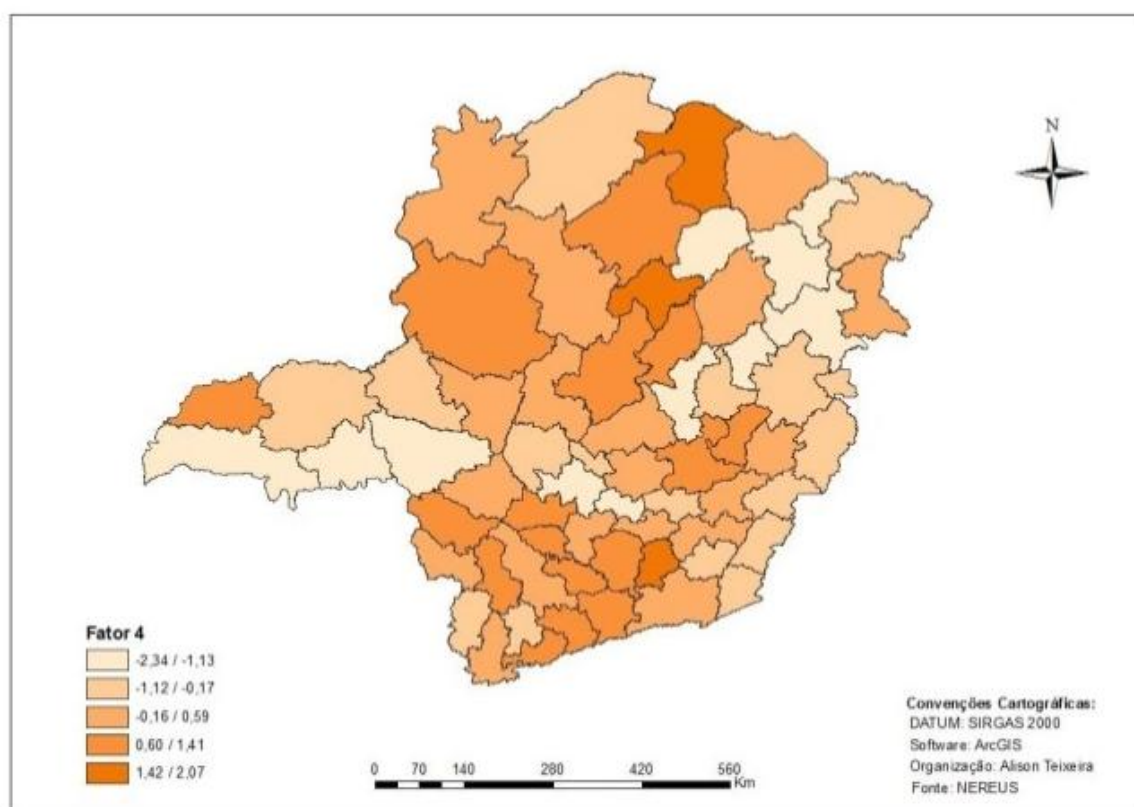 N
Fator 4
-2,34 / -1,13
-1,12 / -0,17
-0,16 / 0,59
0,60 / 1,41
1,42 / 2,07
0 70 140 280 420 560
Km
Convenções Cartográficas:
DATUM: SIRGAS 2000
Software: ArcGIS
Organização: Alison Teixeira
Fonte: NEREUS